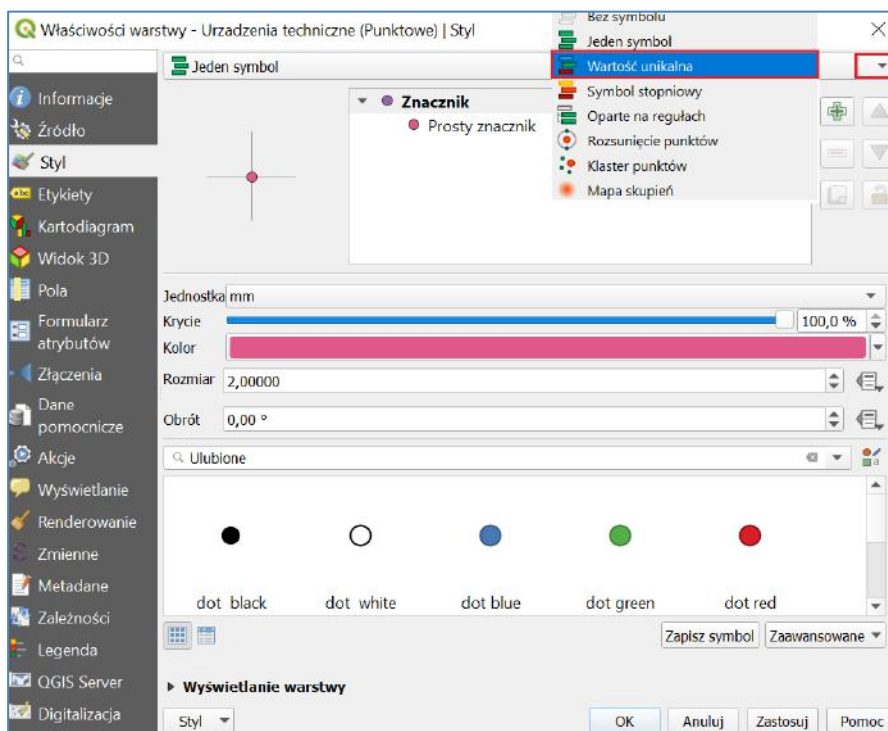 Właściwości warstwy - Urzadzenia techniczne (Punktowe) | Styl
Bez symbolu
Jeden symbol
Wartość unikalna
Symbol stopniowy
Oparte na regułach
Rozsunięcie punktów
Klaster punktów
Mapa skupień
Jeden symbol
Informacje
Źródło
Styl
abc Etykiety
Kartodiagram
Widok 3D
Pola
Formularz
atrybutów
Złączenia
Dane
pomocnicze
Akcje
Wyświetlanie
Renderowanie
Zmienne
Metadane
Zależności
Legenda
QGIS Server
Digitalizacja
Znacznik
Prosty znacznik
Jednostka mm
Krycie 100,0 %
Kolor
Rozmiar 2,00000
Obrót 0,00 °
Ulubione
dot black dot white dot blue dot green dot red
Zapisz symbol Zaawansowane
Wyświetlanie warstwy
Styl OK Anuluj Zastosuj Pomoc